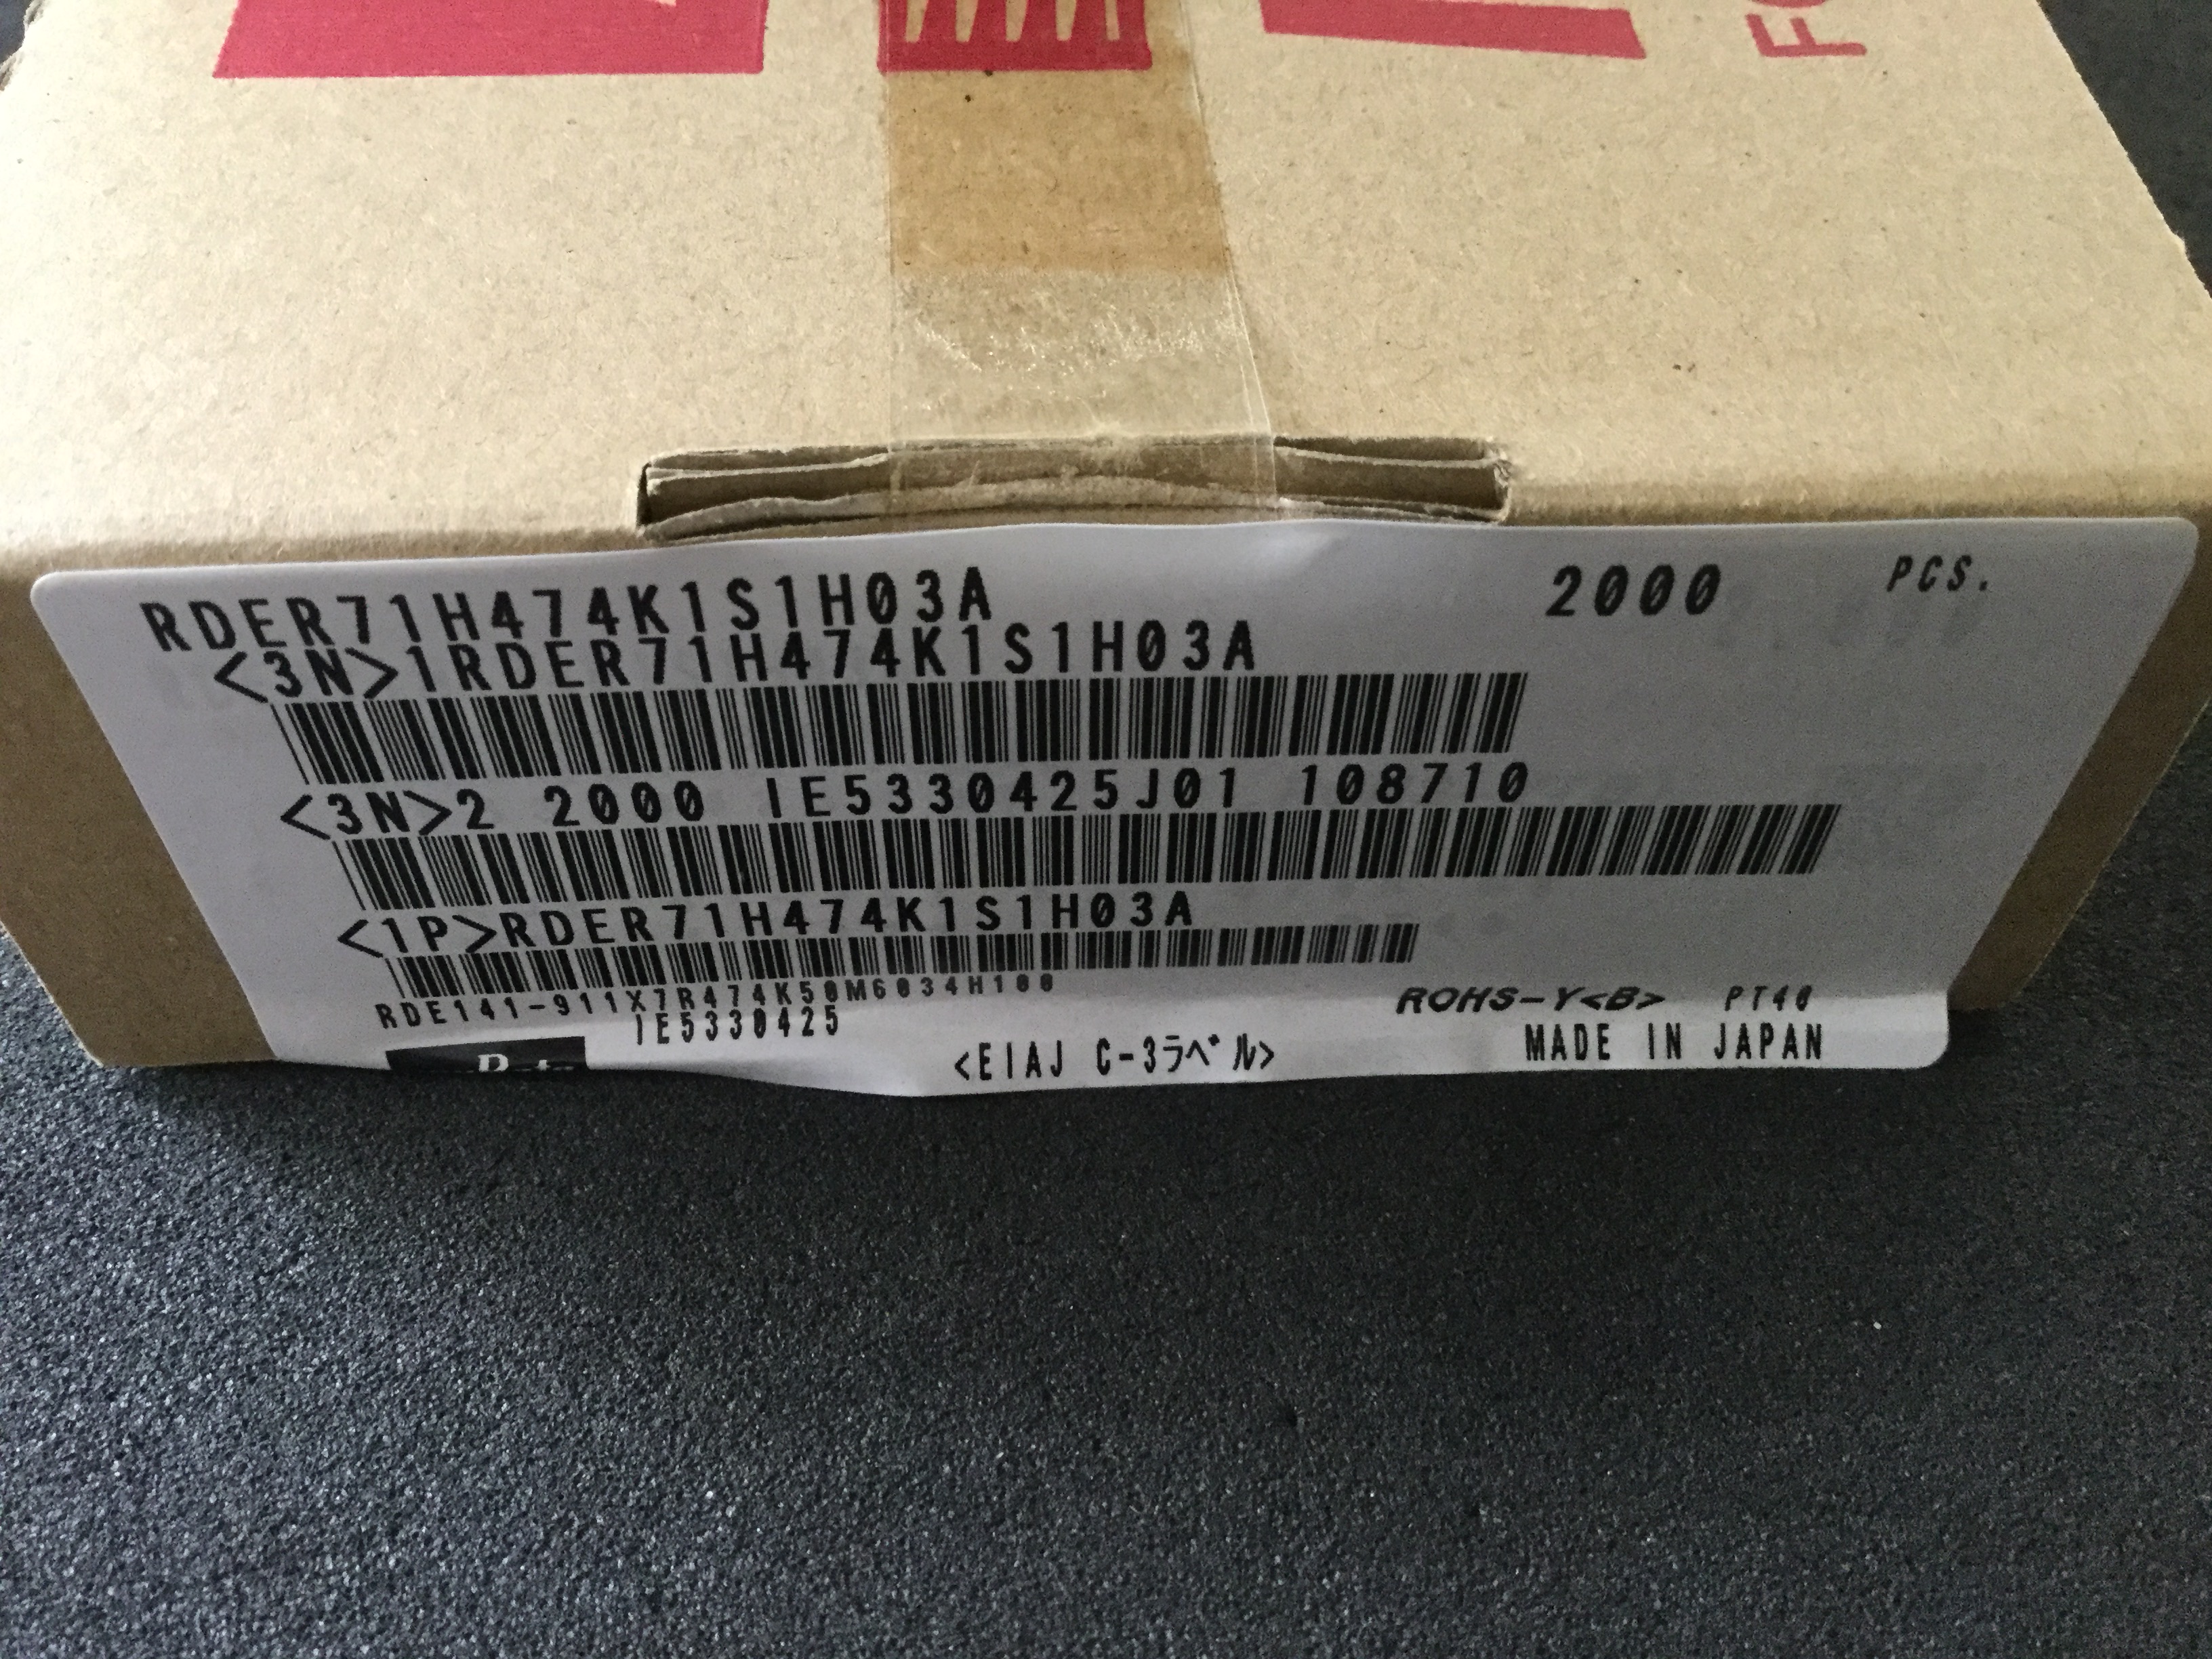 RDER71H474K1S1H03A 2000 PCS.
<3N>1RDER71H474K1S1H03A
<3N>2 2000 IE5330425J01 108710
<1P>RDER71H474K1S1H03A
RDE141-911X7R474K50M6034H100
IE5330425 ROHS-Y<B> PT40
<EIAJ C-3ラベル> MADE IN JAPAN